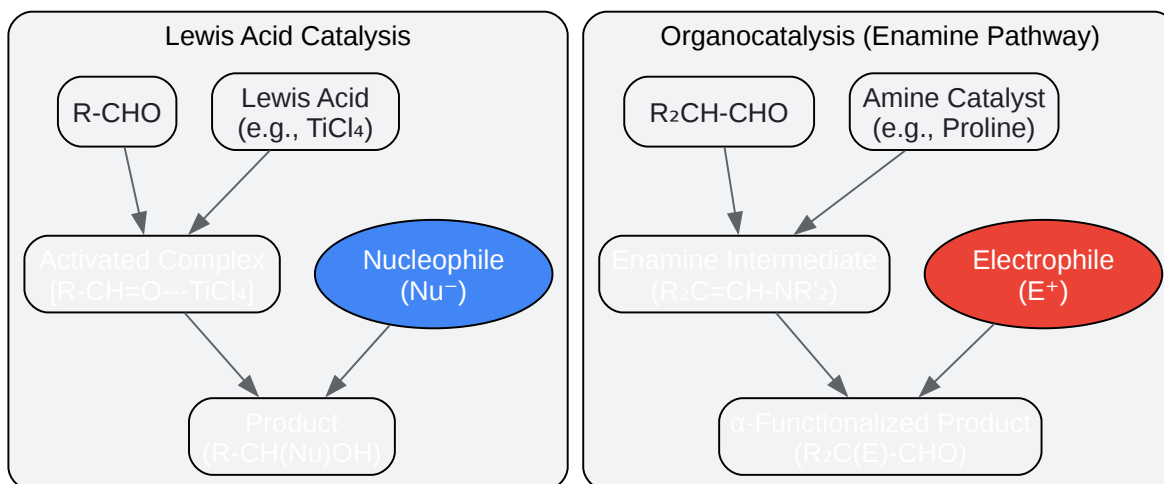 Lewis Acid Catalysis
R-CHO
Lewis Acid
(e.g., TiCl₄)
Activated Complex
[R-CH=O---TiCl₄]
Nucleophile
(Nu⁻)
Product
(R-CH(Nu)OH)
Organocatalysis (Enamine Pathway)
R₂CH-CHO
Amine Catalyst
(e.g., Proline)
Enamine Intermediate
(R₂C=CH-NR'₂)
Electrophile
(E⁺)
α-Functionalized Product
(R₂C(E)-CHO)